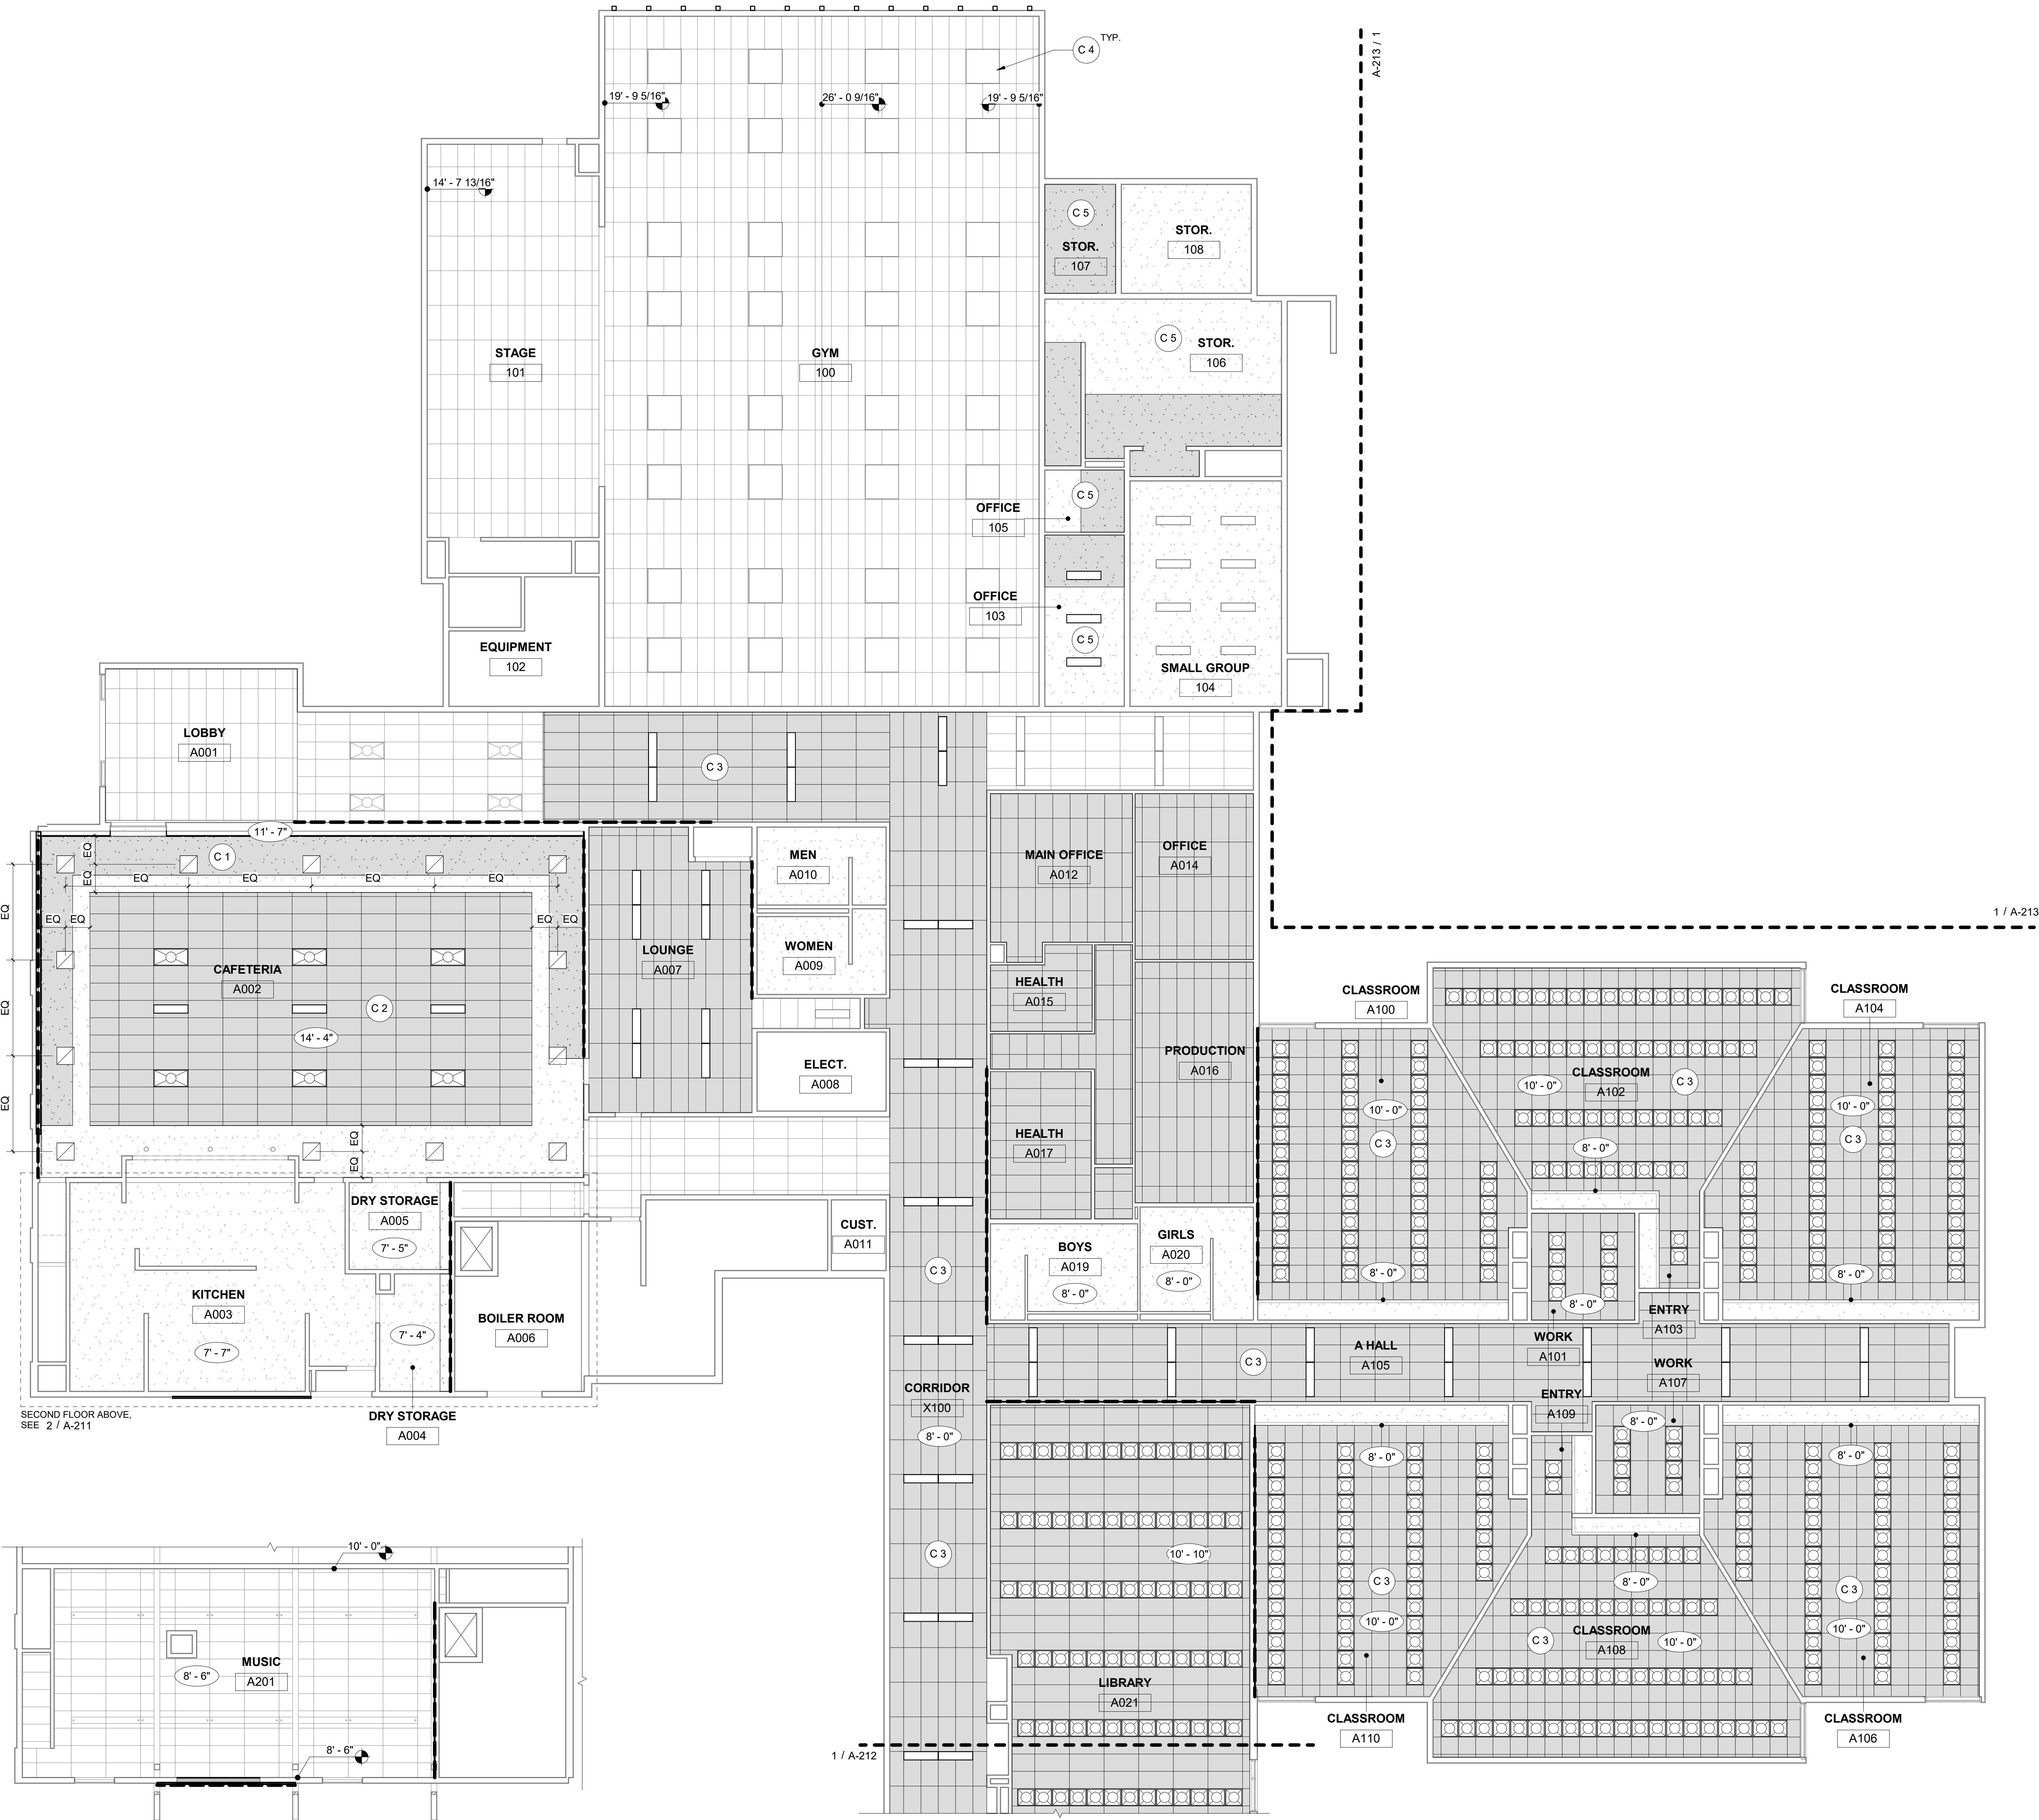 TYP.
C 4
A-213 / 1
19' - 9 5/16"
26' - 0 9/16"
19' - 9 5/16"
14' - 7 13/16"
C 5
STOR.
107
STOR.
108
STAGE
101
GYM
100
C 5
STOR.
106
C 5
OFFICE
105
OFFICE
103
C 5
EQUIPMENT
102
SMALL GROUP
104
LOBBY
A001
C 3
11' - 7"
C 1
EQ
EQ
EQ
EQ
EQ
EQ
EQ
EQ
EQ
EQ
EQ
EQ
EQ
EQ
CAFETERIA
A002
C 2
14' - 4"
LOUNGE
A007
MEN
A010
WOMEN
A009
ELECT.
A008
MAIN OFFICE
A012
OFFICE
A014
HEALTH
A015
PRODUCTION
A016
HEALTH
A017
1 / A-213
CLASSROOM
A100
CLASSROOM
A104
10' - 0"
C 3
CLASSROOM
A102
10' - 0"
C 3
8' - 0"
10' - 0"
C 3
8' - 0"
8' - 0"
8' - 0"
DRY STORAGE
A005
7' - 5"
CUST.
A011
C 3
BOYS
A019
8' - 0"
GIRLS
A020
8' - 0"
KITCHEN
A003
7' - 7"
7' - 4"
BOILER ROOM
A006
ENTRY
A103
WORK
A101
A HALL
A105
C 3
WORK
A107
ENTRY
A109
CORRIDOR
X100
8' - 0"
SECOND FLOOR ABOVE,
SEE 2 / A-211
DRY STORAGE
A004
8' - 0"
8' - 0"
8' - 0"
C 3
10' - 10"
C 3
10' - 0"
8' - 0"
C 3
CLASSROOM
A108
10' - 0"
C 3
10' - 0"
10' - 0"
MUSIC
A201
8' - 6"
8' - 6"
LIBRARY
A021
CLASSROOM
A110
CLASSROOM
A106
1 / A-212